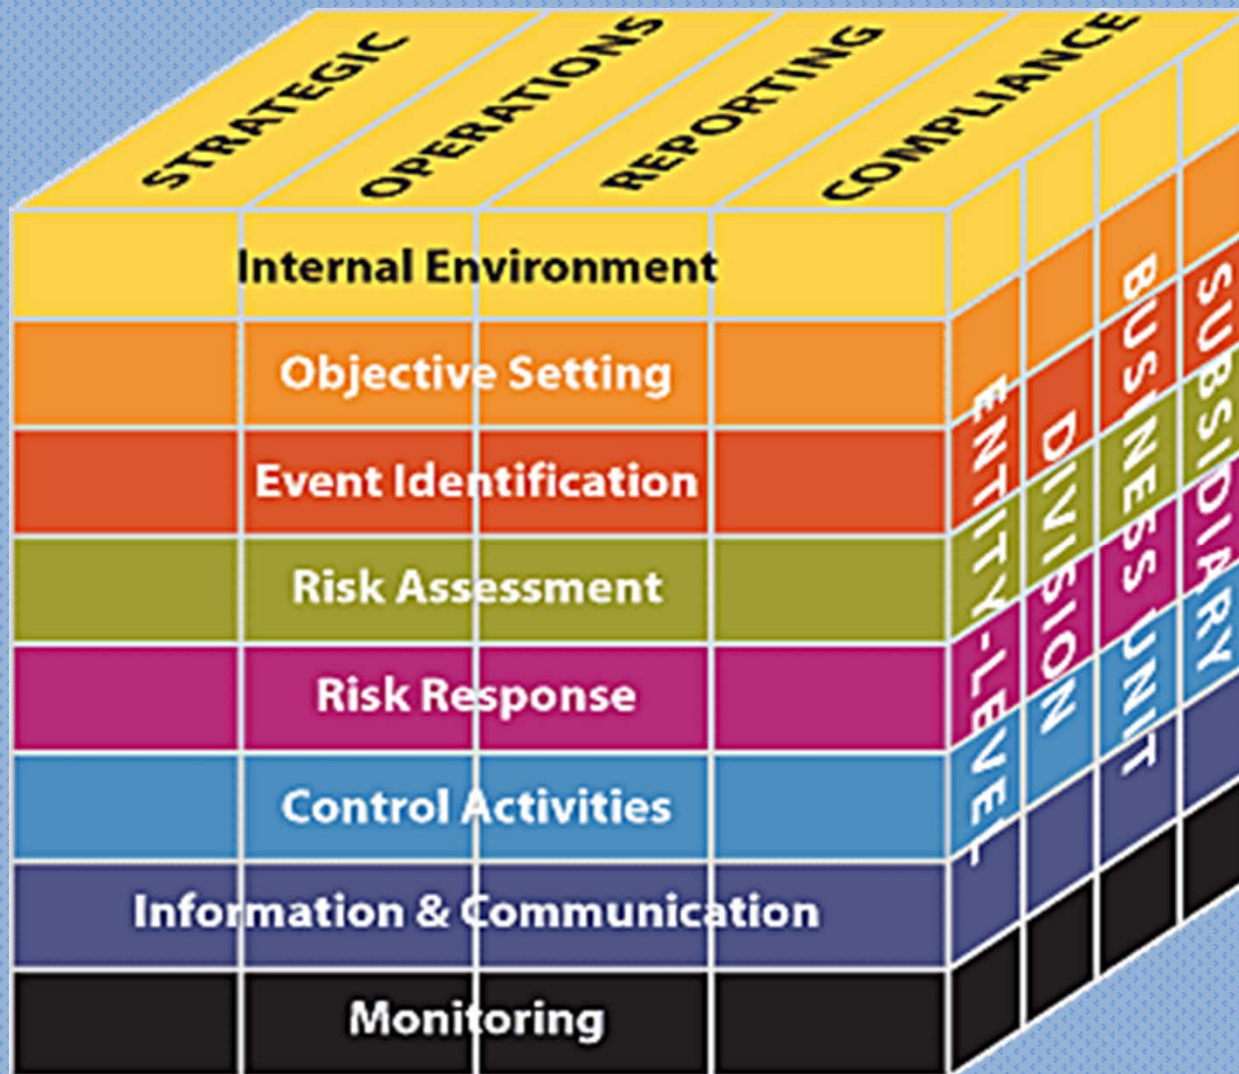 STRATEGIC
OPERATIONS
REPORTING
COMPLIANCE
Internal Environment
Objective Setting
Event Identification
Risk Assessment
Risk Response
Control Activities
Information & Communication
Monitoring
ENTITY-LEVEL
DIVISION
BUSINESS UNIT
SUBSIDIARY